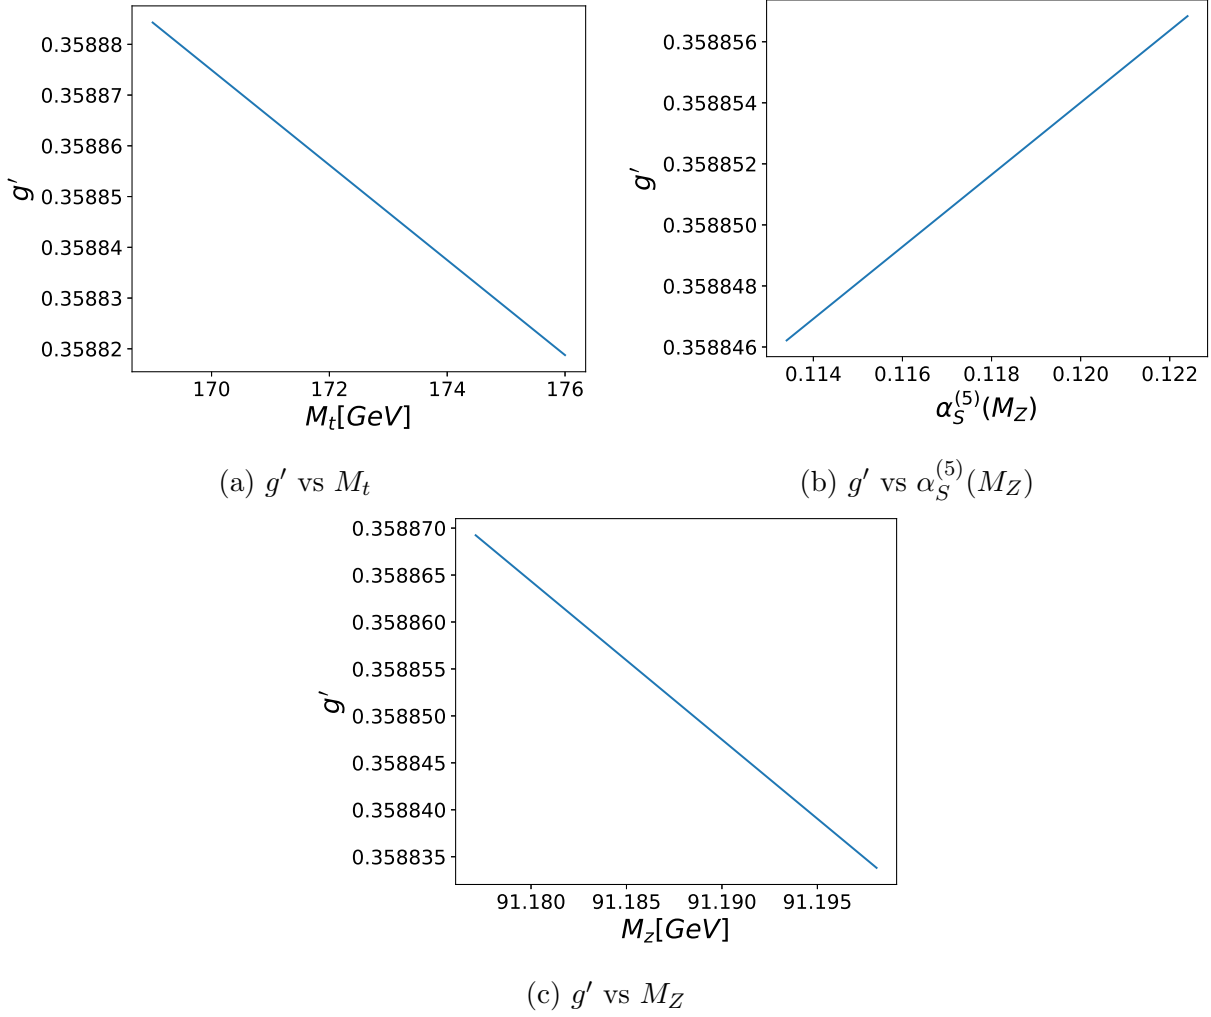 0.35888
0.35887
0.35886
0.35885
0.35884
0.35883
0.35882
g′
170 172 174 176
M_t[GeV]
(a) g′ vs M_t
0.358856
0.358854
0.358852
0.358850
0.358848
0.358846
g′
0.114 0.116 0.118 0.120 0.122
α_S^(5)(M_Z)
(b) g′ vs α_S^(5)(M_Z)
0.358870
0.358865
0.358860
0.358855
0.358850
0.358845
0.358840
0.358835
g′
91.180 91.185 91.190 91.195
M_z[GeV]
(c) g′ vs M_Z